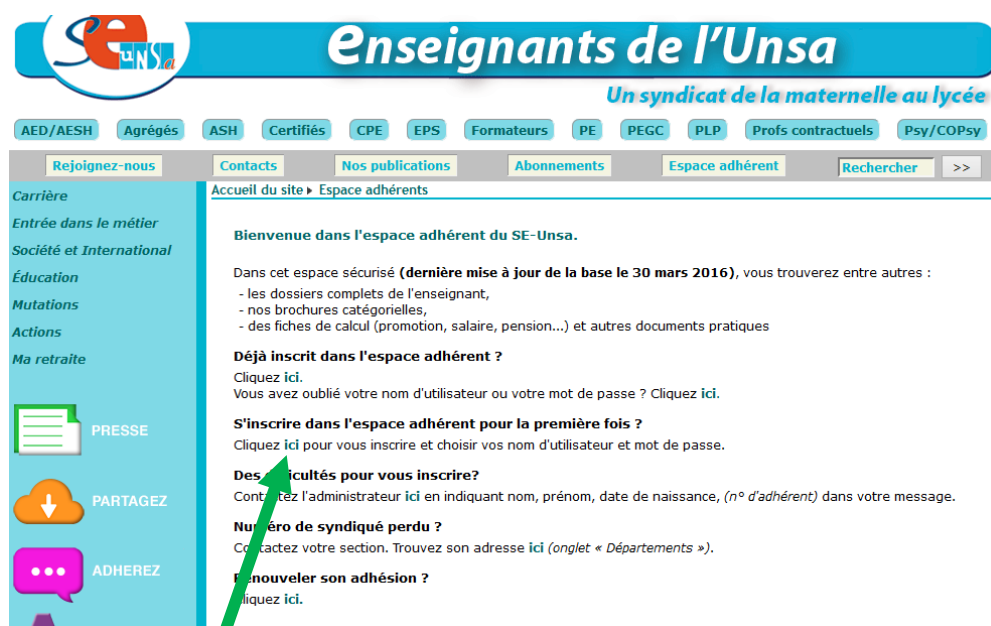 SE UNSa
enseignants de l'Unsa
Un syndicat de la maternelle au lycée
AED/AESH Agrégés ASH Certifiés CPE EPS Formateurs PE PEGC PLP Profs contractuels Psy/COPsy
Rejoignez-nous Contacts Nos publications Abonnements Espace adhérent Rechercher >>
Carrière
Entrée dans le métier
Société et International
Éducation
Mutations
Actions
Ma retraite
PRESSE
PARTAGEZ
ADHEREZ
Accueil du site Espace adhérents
Bienvenue dans l'espace adhérent du SE-Unsa.
Dans cet espace sécurisé (dernière mise à jour de la base le 30 mars 2016), vous trouverez entre autres :
- les dossiers complets de l'enseignant,
- nos brochures catégorielles,
- des fiches de calcul (promotion, salaire, pension...) et autres documents pratiques
Déjà inscrit dans l'espace adhérent ?
Cliquez ici.
Vous avez oublié votre nom d'utilisateur ou votre mot de passe ? Cliquez ici.
S'inscrire dans l'espace adhérent pour la première fois ?
Cliquez ici pour vous inscrire et choisir vos nom d'utilisateur et mot de passe.
Des difficultés pour vous inscrire?
Contactez l'administrateur ici en indiquant nom, prénom, date de naissance, (n° d'adhérent) dans votre message.
Numéro de syndiqué perdu ?
Contactez votre section. Trouvez son adresse ici (onglet « Départements »).
Renouveler son adhésion ?
Cliquez ici.